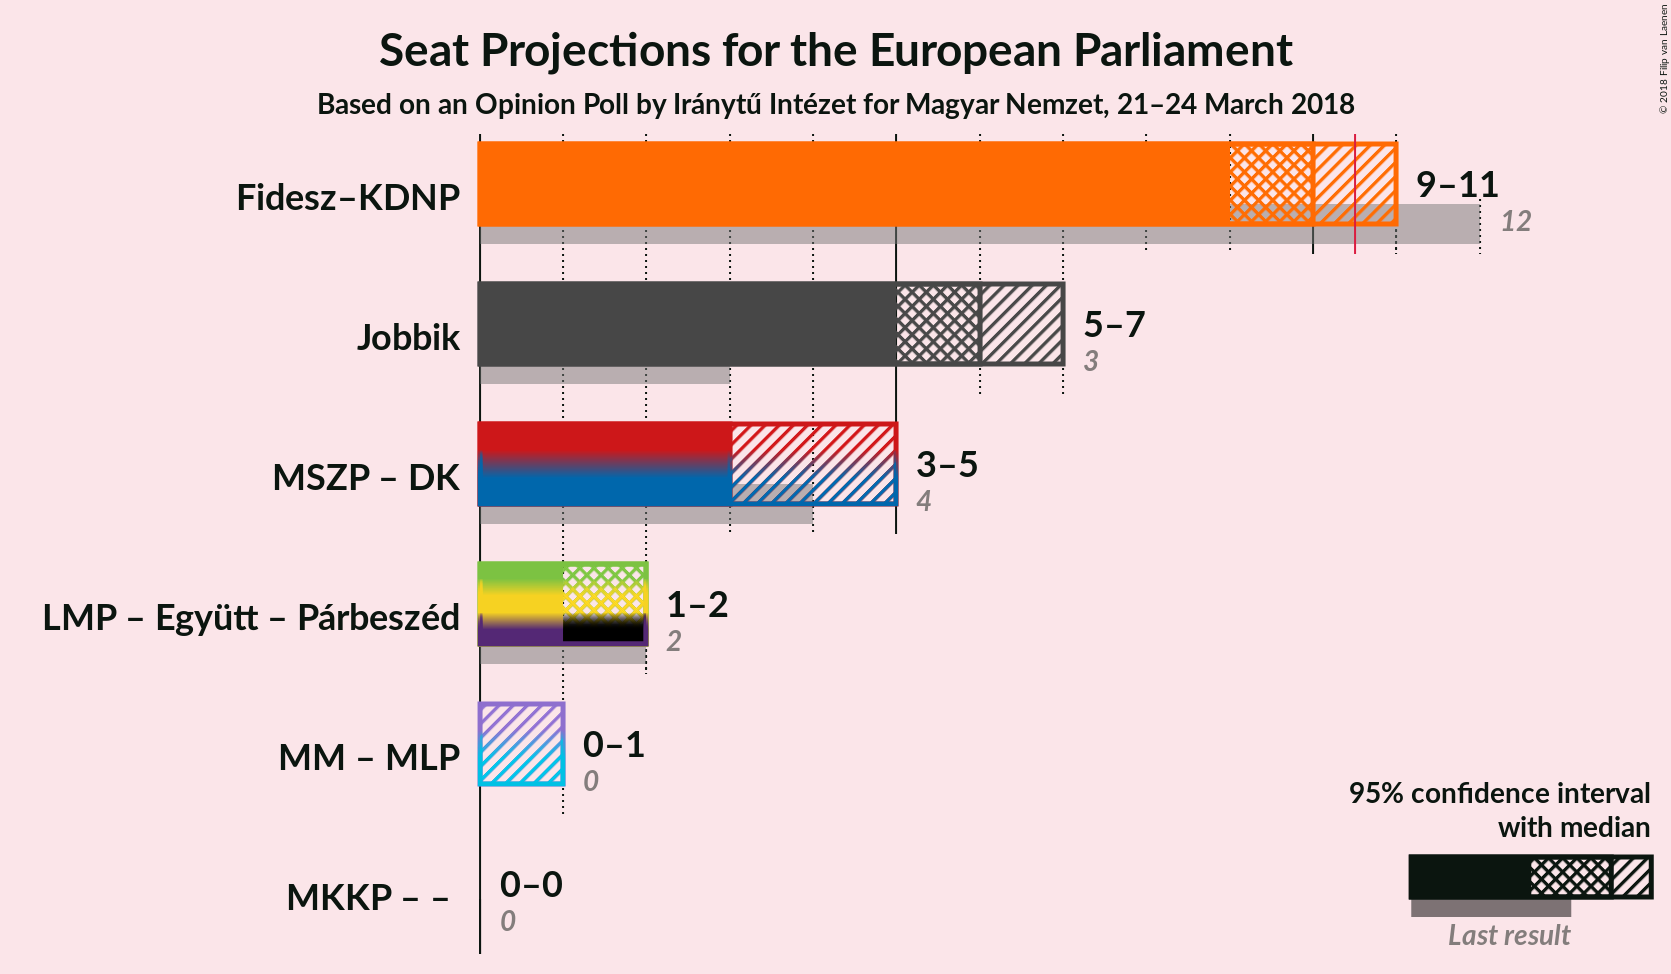 Seat Projections for the European Parliament
Based on an Opinion Poll by Iránytű Intézet for Magyar Nemzet, 21–24 March 2018
© 2018 Filip van Laenen
Fidesz–KDNP
9–11
12
Jobbik
5–7
3
MSZP – DK
3–5
4
LMP – Együtt – Párbeszéd
1–2
2
MM – MLP
0–1
0
MKKP – –
0–0
0
95% confidence interval
with median
Last result